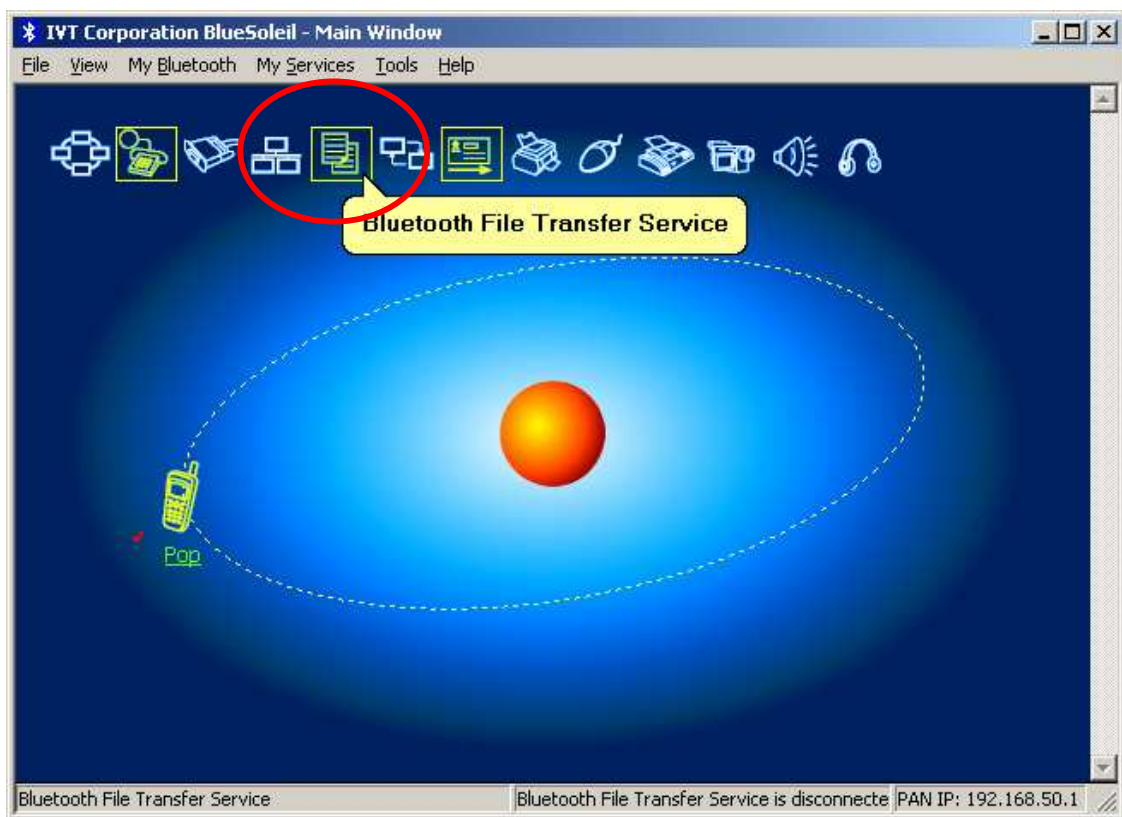 IVT Corporation BlueSoleil - Main Window
File View My Bluetooth My Services Tools Help
Bluetooth File Transfer Service
Pop
Bluetooth File Transfer Service
Bluetooth File Transfer Service is disconnecte
PAN IP: 192.168.50.1